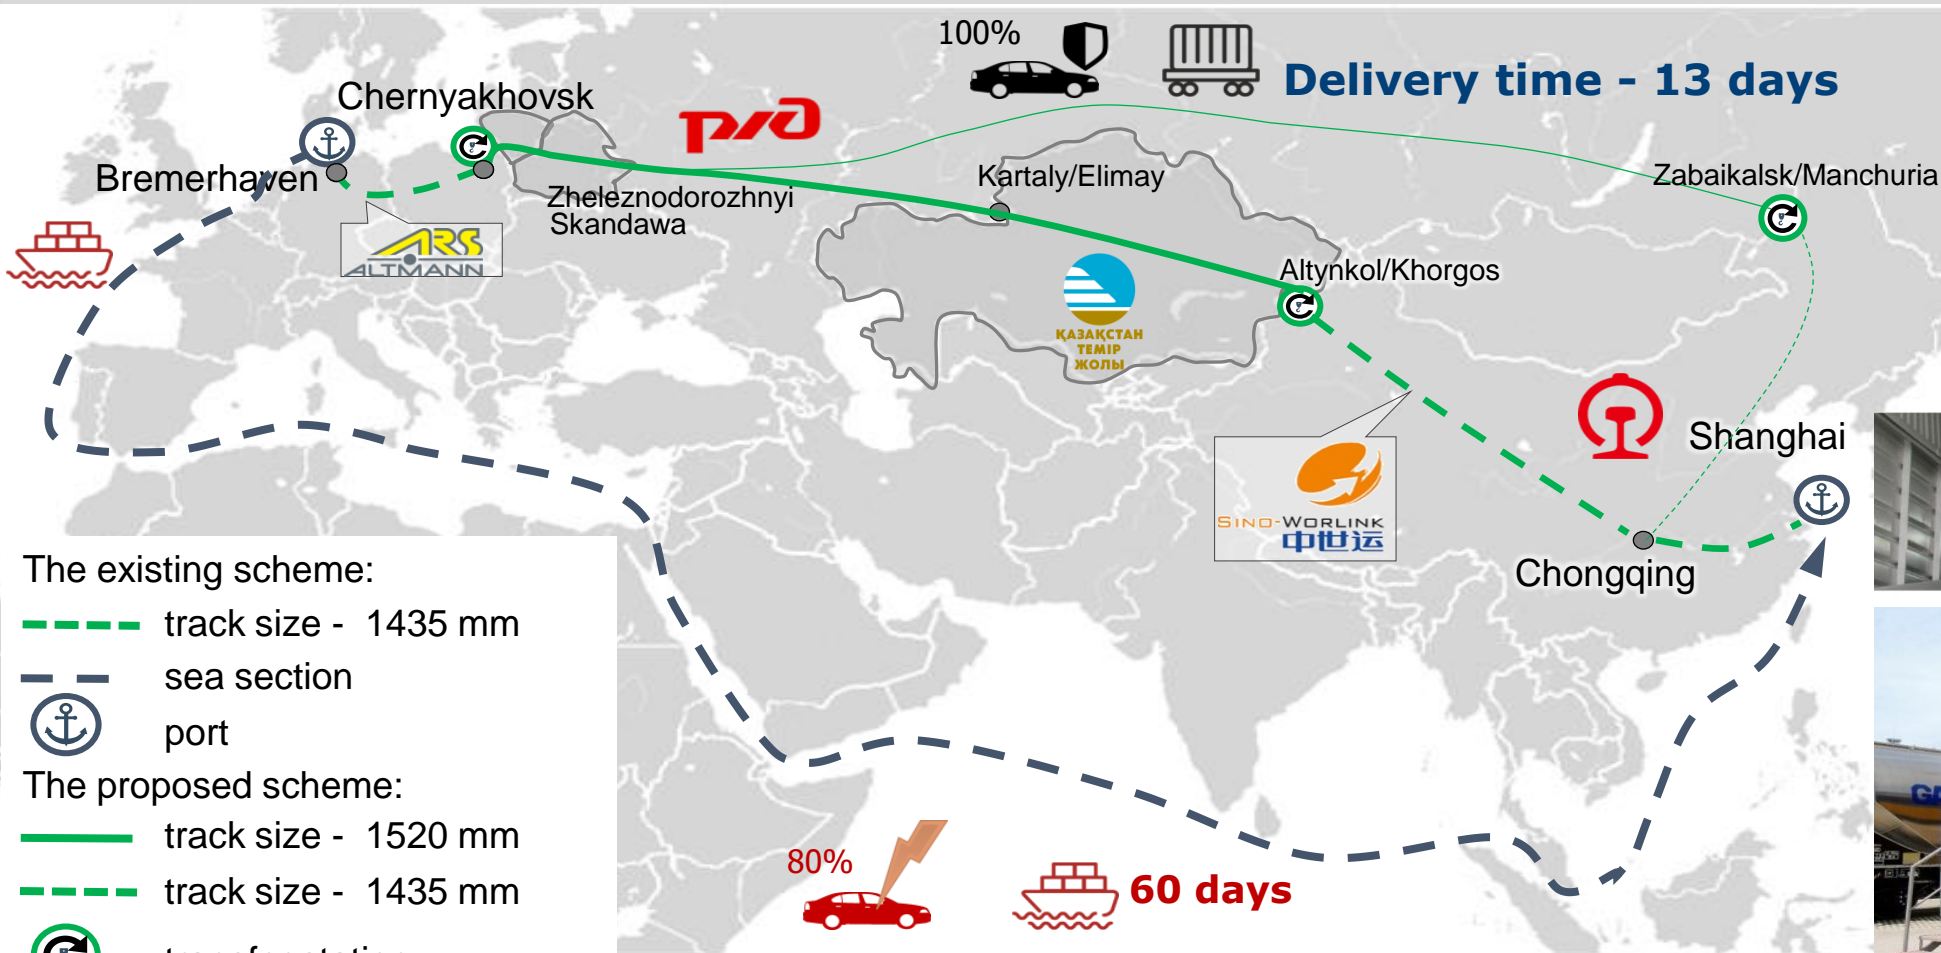 100%
Delivery time - 13 days
Chernyakhovsk
Bremerhaven
Zheleznodorozhnyi
Skandawa
Kartaly/Elimay
Zabaikalsk/Manchuria
ARS
ALTMANN
Altynkol/Khorgos
ҚАЗАҚСТАН
ТЕМІР
ЖОЛЫ
Shanghai
SINO-WORLINK
中世运
Chongqing
The existing scheme:
track size - 1435 mm
sea section
port
The proposed scheme:
track size - 1520 mm
track size - 1435 mm
80%
60 days